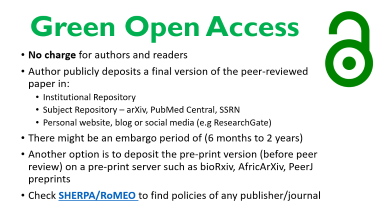 Green Open Access
• No charge for authors and readers
• Author publicly deposits a final version of the peer-reviewed
paper in:
• Institutional Repository
• Subject Repository – arXiv, PubMed Central, SSRN
• Personal website, blog or social media (e.g ResearchGate)
• There might be an embargo period of (6 months to 2 years)
• Another option is to deposit the pre-print version (before peer
review) on a pre-print server such as bioRxiv, AfricArXiv, PeerJ
preprints
• Check SHERPA/RoMEO to find policies of any publisher/journal